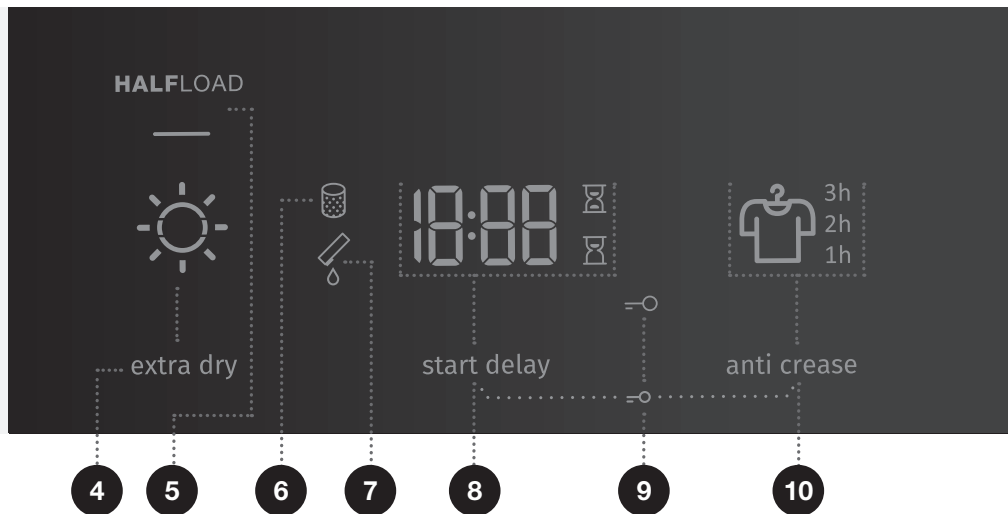 HALFLOAD
18:88
3h
2h
1h
extra dry
start delay
anti crease
4 5 6 7 8 9 10